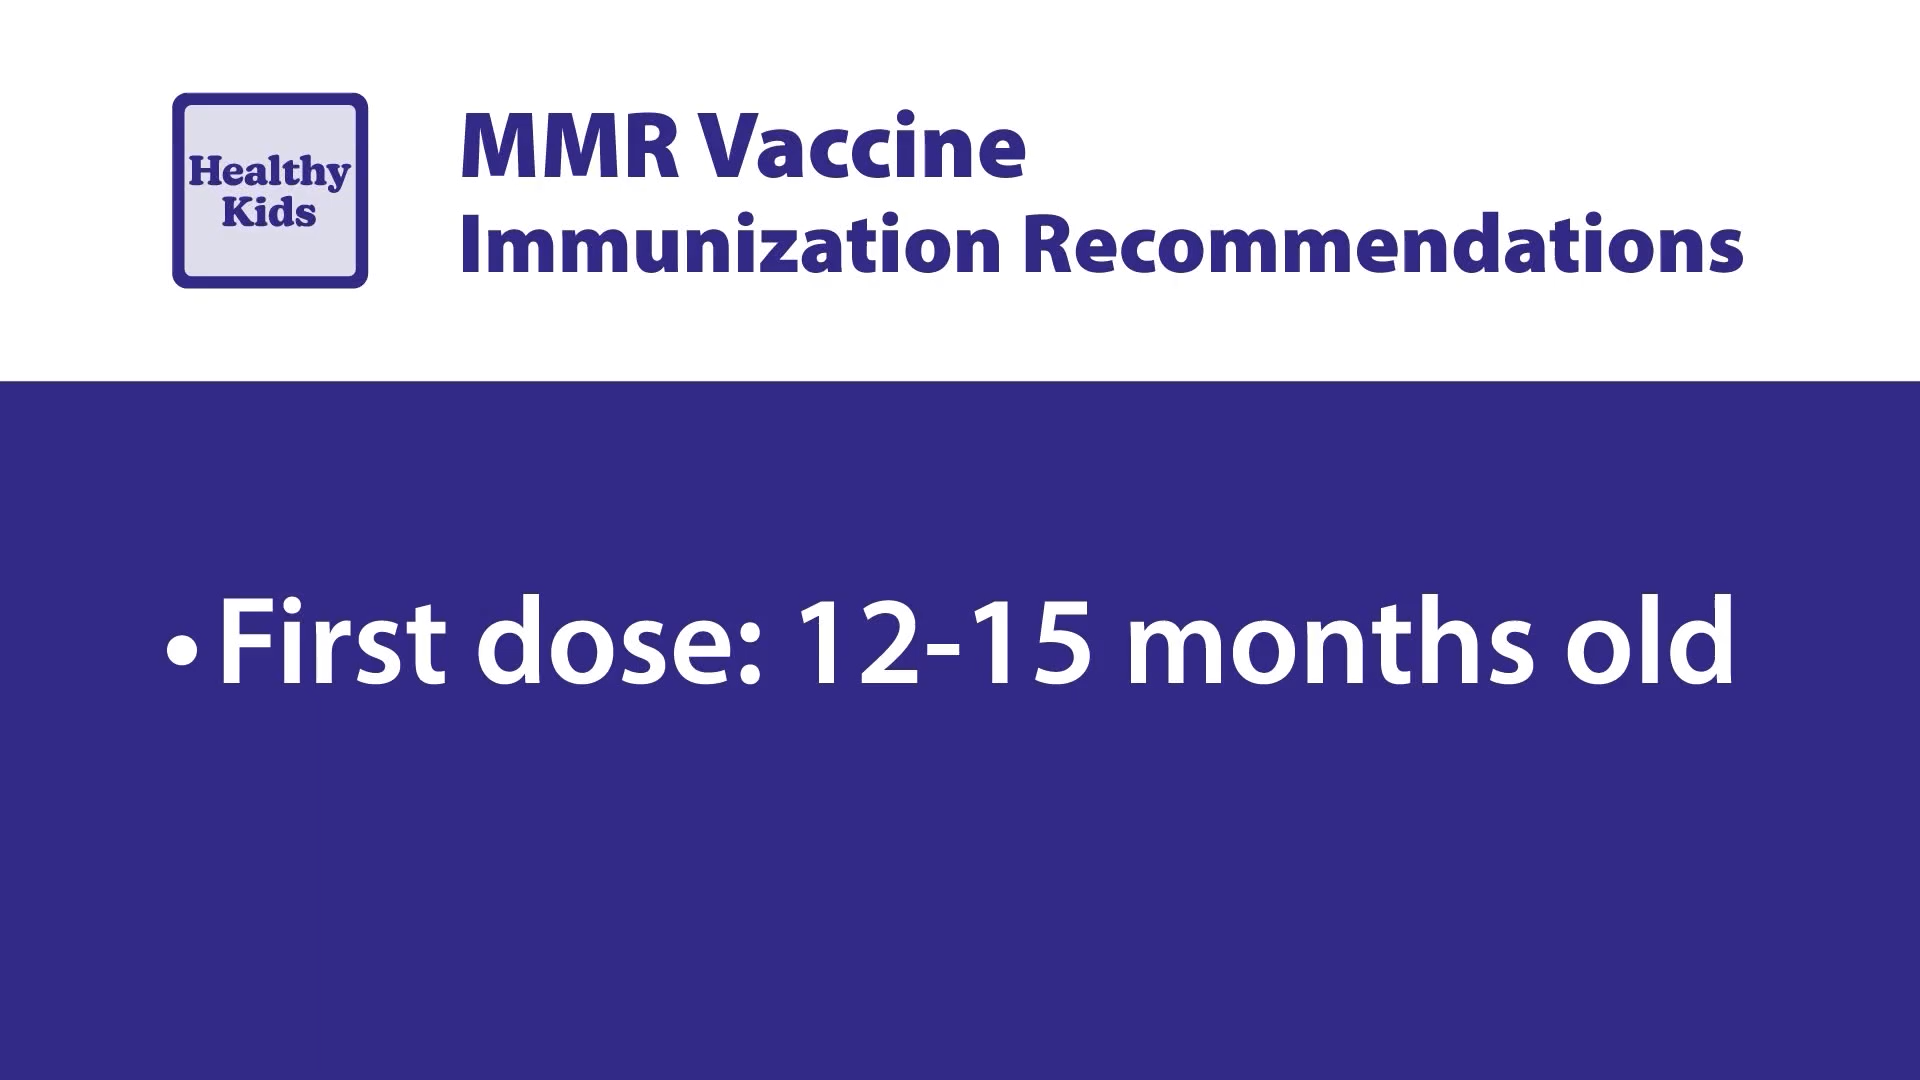 Healthy
Kids
MMR Vaccine
Immunization Recommendations
•First dose: 12-15 months old